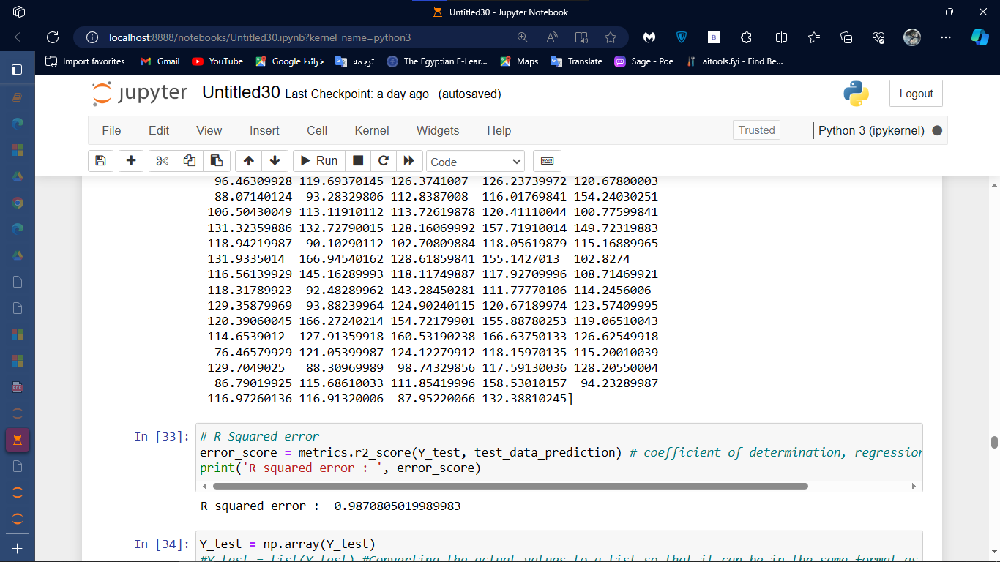 Untitled30 - Jupyter Notebook
localhost:8888/notebooks/Untitled30.ipynb?kernel_name=python3
Import favorites Gmail YouTube Google خرائط ترجمة The Egyptian E-Lear... Maps Translate Sage - Poe aitools.fyi - Find Be...
jupyter Untitled30 Last Checkpoint: a day ago (autosaved)
Logout
File Edit View Insert Cell Kernel Widgets Help
Trusted Python 3 (ipykernel)
Run Code
96.46309928 119.69370145 126.3741007 126.23739972 120.67800003
88.07140124 93.28329806 112.8387008 116.01769841 154.24030251
106.50430049 113.11910112 113.72619878 120.41110044 100.77599841
131.32359886 132.72790015 128.16069992 157.71910014 149.72319883
118.94219987 90.10290112 102.70809884 118.05619879 115.16889965
131.9335014 166.94540162 128.61859841 155.1427013 102.8274
116.56139929 145.16289993 118.11749887 117.92709996 108.71469921
118.31789923 92.48289962 143.28450281 111.77770106 114.2456006
129.35879969 93.88239964 124.90240115 120.67189974 123.57409995
120.39060045 166.27240214 154.72179901 155.88780253 119.06510043
114.6539012 127.91359918 160.53190238 166.63750133 126.62549918
76.46579929 121.05399987 124.12279912 118.15970135 115.20010039
129.7049025 88.30969989 98.74329856 117.59130036 128.20550004
86.79019925 115.68610033 111.85419996 158.53010157 94.23289987
116.97260136 116.91320006 87.95220066 132.38810245]
In [33]: # R Squared error
error_score = metrics.r2_score(Y_test, test_data_prediction) # coefficient of determination, regression
print('R squared error : ', error_score)
R squared error : 0.9870805019989983
In [34]: Y_test = np.array(Y_test)
#Y_test = list(Y_test) #Converting the actual values to a list so that it can be in the same format as